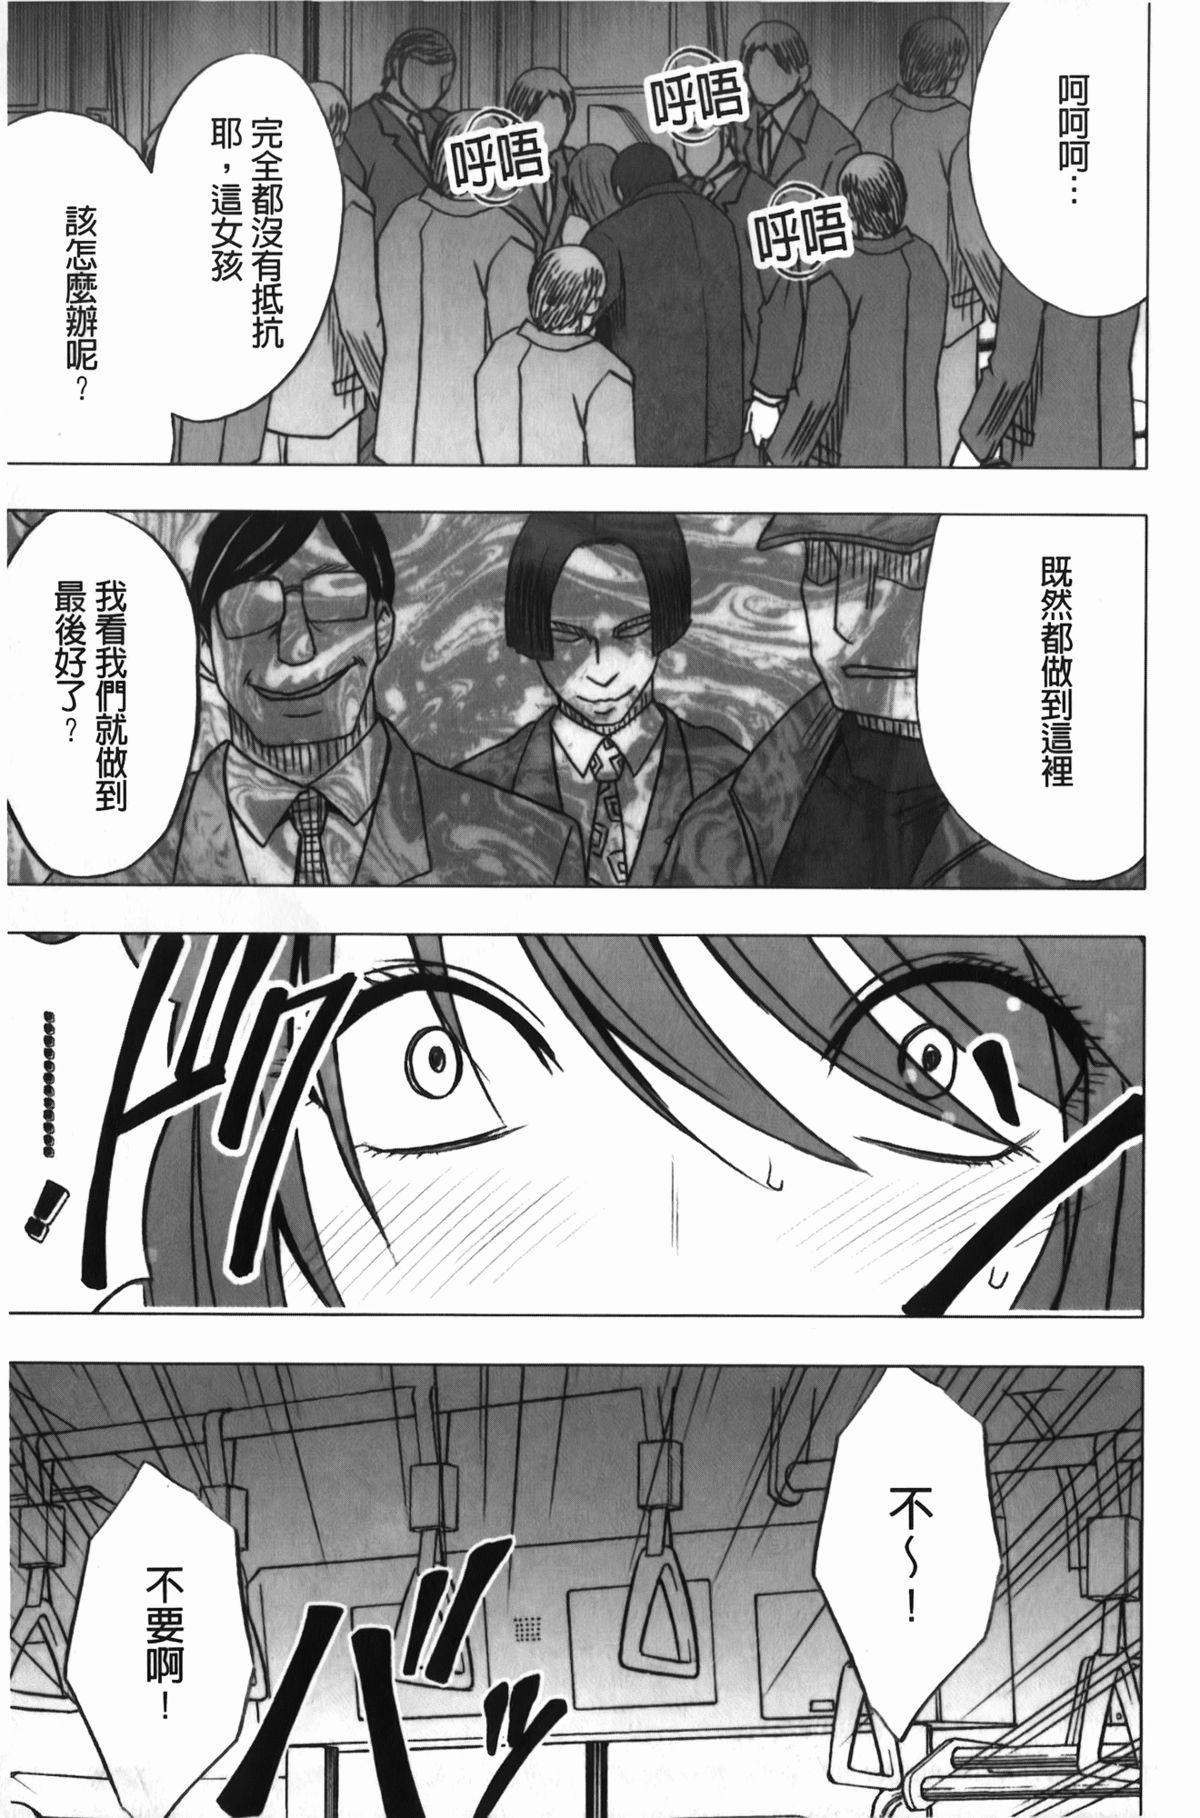 呵呵呵…
呼唔
呼唔
呼唔
完全都沒有抵抗
耶，這女孩
該怎麼辦呢？
既然都做到這裡
我看我們就做到
最後好了？
…………！
不～！
不要啊！